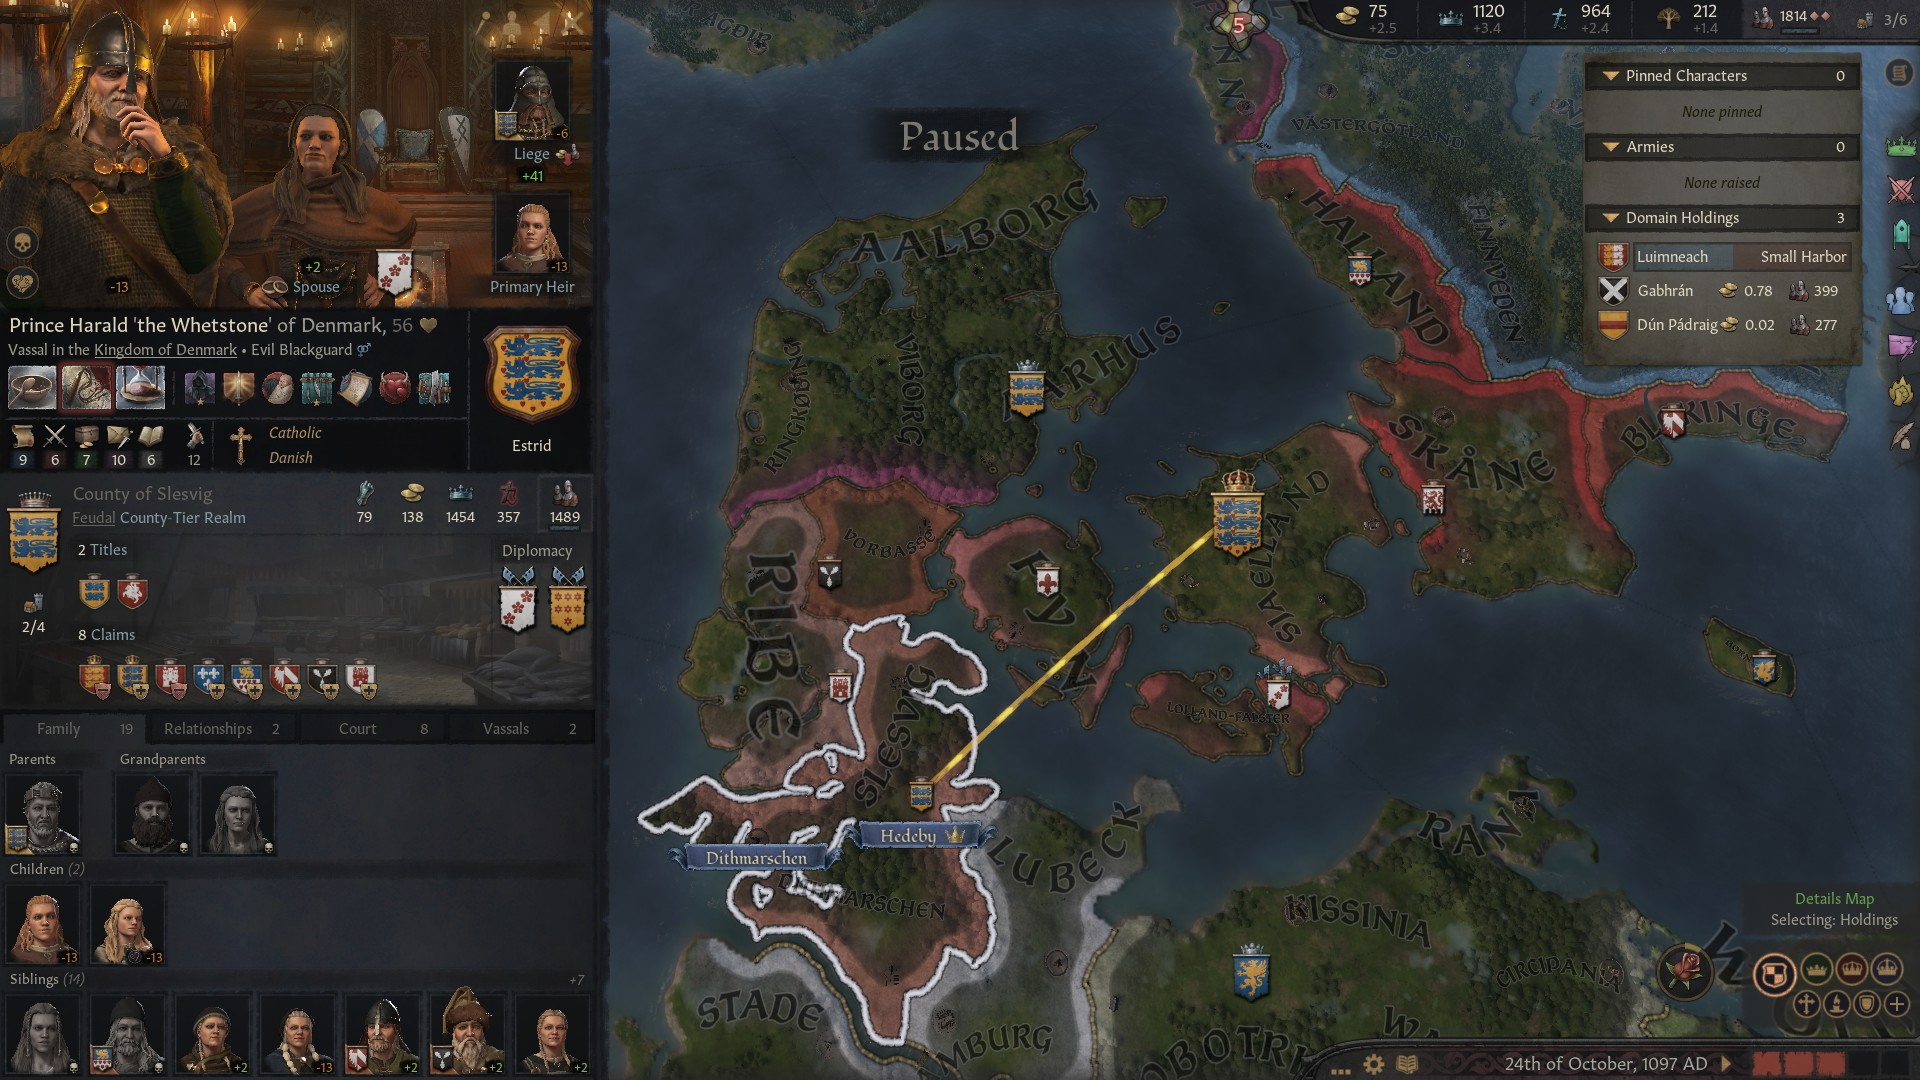 5
75
+2.5
1120
+3.4
964
+2.4
212
+1.4
1814
3/6
Paused
Pinned Characters 0
None pinned
Armies 0
None raised
Domain Holdings 3
Luimneach Small Harbor
Gabhrán 0.78 399
Dún Pádraig 0.02 277
-6
Liege
+41
-13
Primary Heir
-13
+2
Spouse
Prince Harald 'the Whetstone' of Denmark, 56
Vassal in the Kingdom of Denmark • Evil Blackguard
Estrid
9 6 7 10 6 12
Catholic
Danish
County of Slesvig
Feudal County-Tier Realm
79 138 1454 357 1489
2 Titles
Diplomacy
2/4
8 Claims
Family 19
Relationships 2
Court 8
Vassals 2
Parents
Grandparents
Children (2)
-13
-13
Siblings (14)
+7
+2
-13
+2
+2
+2
AALBORG
VÄSTERGÖTLAND
HALLAND
FINNVEDEN
AARHUS
VIBORG
RINGKØBING
SKÅNE
BLEKINGE
VORBASSE
RIBE
FYN
SJAELLAND
LOLLAND-FALSTER
SLESVIG
Hedeby
Dithmarschen
DITHMARSCHEN
LUBECK
RANA
KISSINIA
CIRCIPANIA
STADE
Details Map
Selecting: Holdings
24th of October, 1097 AD